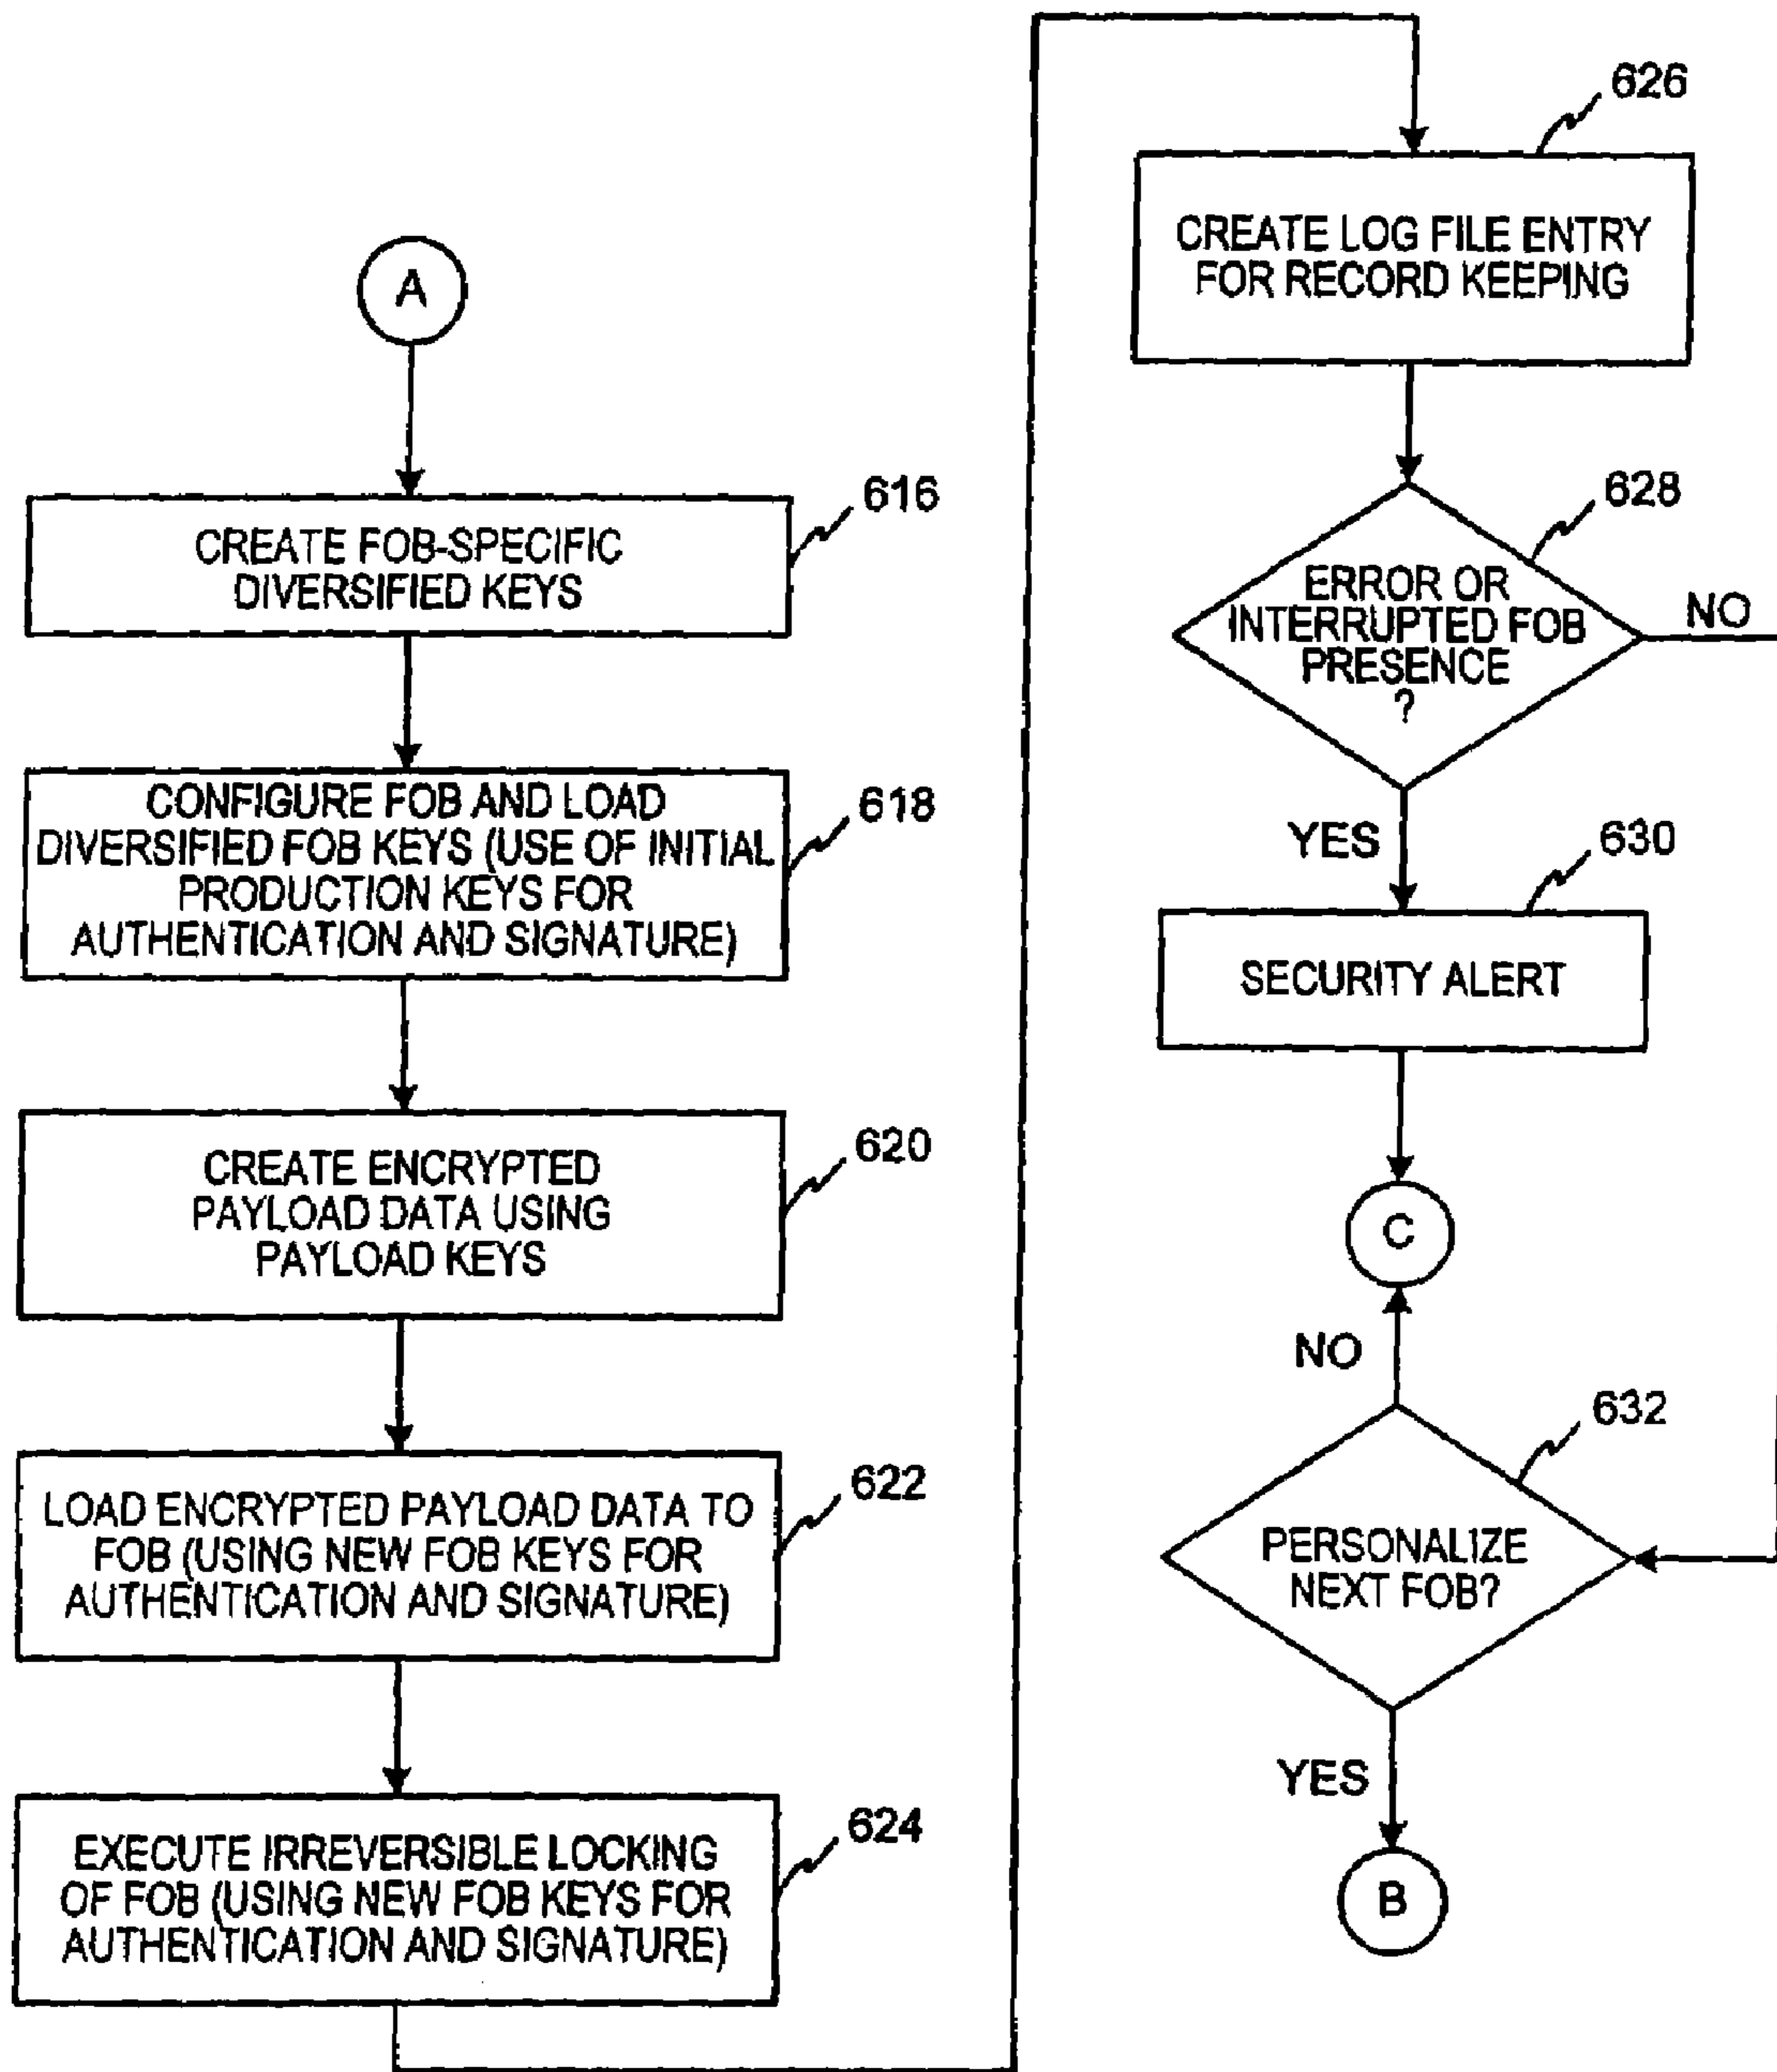 A
616
CREATE FOB-SPECIFIC
DIVERSIFIED KEYS
618
CONFIGURE FOB AND LOAD
DIVERSIFIED FOB KEYS (USE OF INITIAL
PRODUCTION KEYS FOR
AUTHENTICATION AND SIGNATURE)
620
CREATE ENCRYPTED
PAYLOAD DATA USING
PAYLOAD KEYS
622
LOAD ENCRYPTED PAYLOAD DATA TO
FOB (USING NEW FOB KEYS FOR
AUTHENTICATION AND SIGNATURE)
624
EXECUTE IRREVERSIBLE LOCKING
OF FOB (USING NEW FOB KEYS FOR
AUTHENTICATION AND SIGNATURE)
626
CREATE LOG FILE ENTRY
FOR RECORD KEEPING
628
ERROR OR
INTERRUPTED FOB
PRESENCE
?
NO
YES
630
SECURITY ALERT
C
NO
632
PERSONALIZE
NEXT FOB?
YES
B